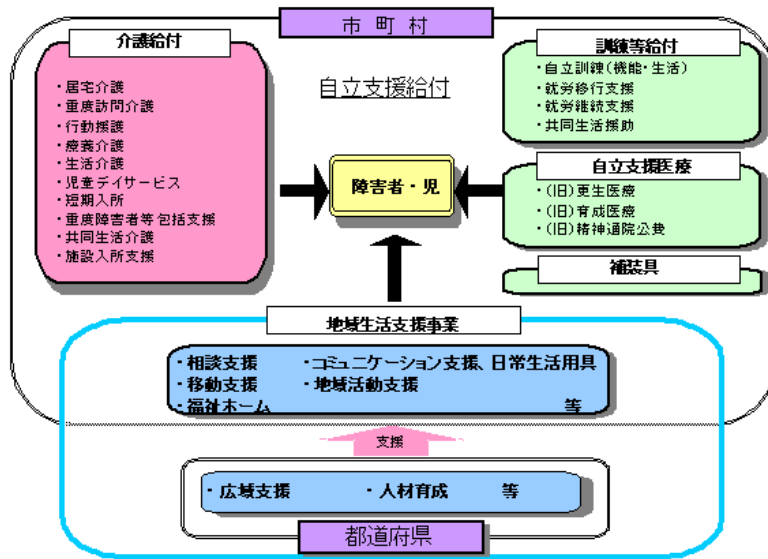 市 町 村
介護給付
・居宅介護
・重度訪問介護
・行動援護
・療養介護
・生活介護
・児童デイサービス
・短期入所
・重度障害者等包括支援
・共同生活介護
・施設入所支援
自立支援給付
訓練等給付
・自立訓練(機能・生活)
・就労移行支援
・就労継続支援
・共同生活援助
障害者・児
自立支援医療
・(旧)更生医療
・(旧)育成医療
・(旧)精神通院公費
補装具
地域生活支援事業
・相談支援 ・コミュニケーション支援、日常生活用具
・移動支援 ・地域活動支援
・福祉ホーム 等
支援
・広域支援 ・人材育成 等
都道府県